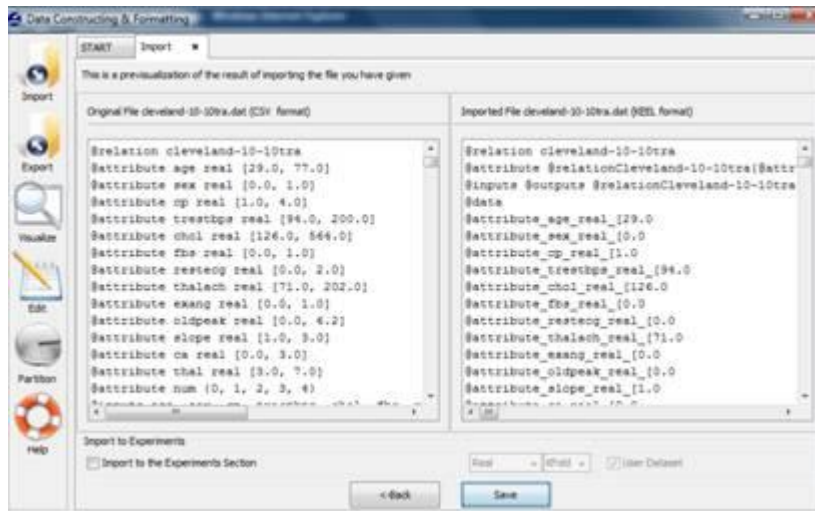 Data Constructing & Formatting
START
Import
This is a previsualization of the result of importing the file you have given
Import
Export
Visualize
Edit
Partition
Help
Original File cleveland-10-10tra.dat (CSV format)
@relation cleveland-10-10tra
@attribute age real [29.0, 77.0]
@attribute sex real [0.0, 1.0]
@attribute cp real [1.0, 4.0]
@attribute trestbps real [94.0, 200.0]
@attribute chol real [126.0, 564.0]
@attribute fbs real [0.0, 1.0]
@attribute restecg real [0.0, 2.0]
@attribute thalach real [71.0, 202.0]
@attribute exang real [0.0, 1.0]
@attribute oldpeak real [0.0, 6.2]
@attribute slope real [1.0, 3.0]
@attribute ca real [0.0, 3.0]
@attribute thal real [3.0, 7.0]
@attribute num {0, 1, 2, 3, 4}
Imported File cleveland-10-10tra.dat (KEEL format)
@relation cleveland-10-10tra
@attribute @relationCleveland-10-10tra{@attr
@inputs @outputs @relationCleveland-10-10tra
@data
@attribute_age_real_[29.0
@attribute_sex_real_[0.0
@attribute_cp_real_[1.0
@attribute_trestbps_real_[94.0
@attribute_chol_real_[126.0
@attribute_fbs_real_[0.0
@attribute_restecg_real_[0.0
@attribute_thalach_real_[71.0
@attribute_exang_real_[0.0
@attribute_oldpeak_real_[0.0
@attribute_slope_real_[1.0
Import to Experiments
Import to the Experiments Section
Real
Kfold
User Dataset
< Back
Save